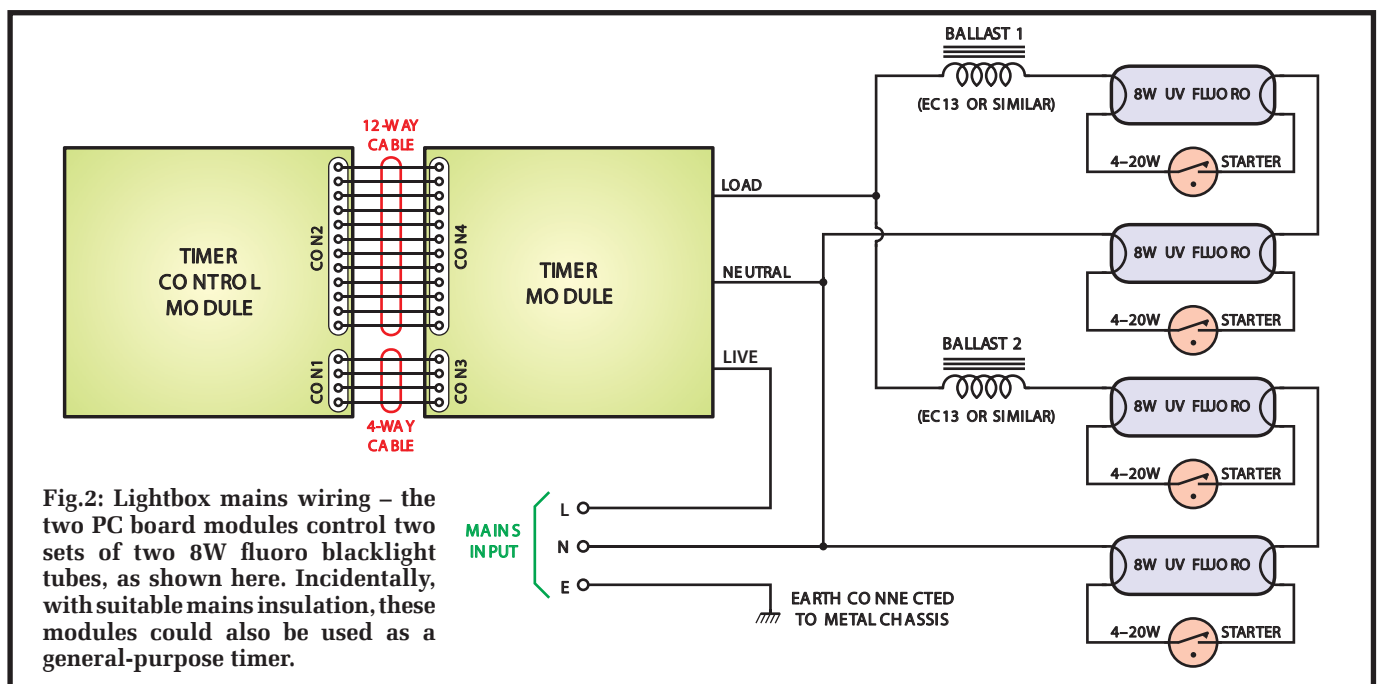 BALLAST 1
(EC13 OR SIMILAR)
8W UV FLUORO
4–20W
STARTER
12-WAY
CABLE
LOAD
CON2
CON4
TIMER
CONTROL
MODULE
TIMER
MODULE
NEUTRAL
8W UV FLUORO
4–20W
STARTER
BALLAST 2
(EC13 OR SIMILAR)
LIVE
CON1
CON3
8W UV FLUORO
4–20W
STARTER
4-WAY
CABLE
Fig.2: Lightbox mains wiring – the
two PC board modules control two
sets of two 8W fluoro blacklight
tubes, as shown here. Incidentally,
with suitable mains insulation, these
modules could also be used as a
general-purpose timer.
MAINS
INPUT
L
N
E
EARTH CONNECTED
TO METAL CHASSIS
8W UV FLUORO
4–20W
STARTER